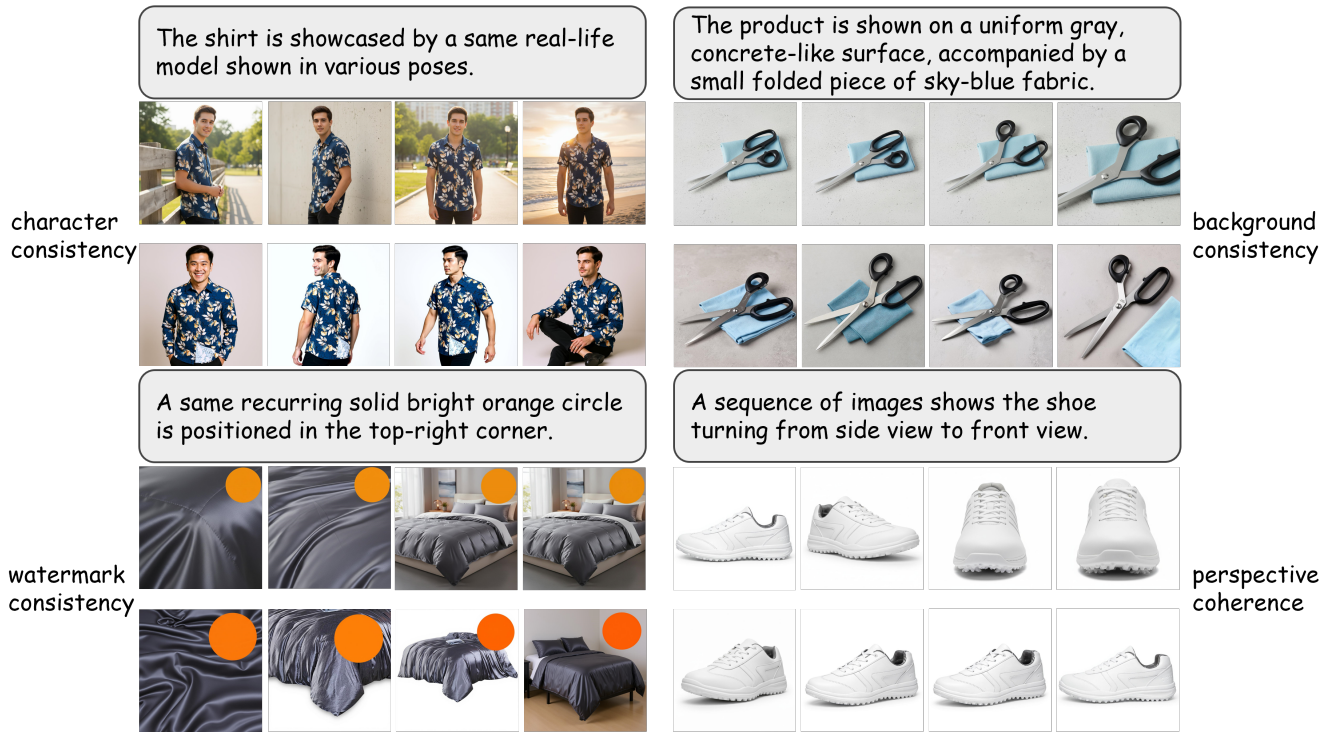 The shirt is showcased by a same real-life
model shown in various poses.
The product is shown on a uniform gray,
concrete-like surface, accompanied by a
small folded piece of sky-blue fabric.
character
consistency
background
consistency
A same recurring solid bright orange circle
is positioned in the top-right corner.
A sequence of images shows the shoe
turning from side view to front view.
watermark
consistency
perspective
coherence